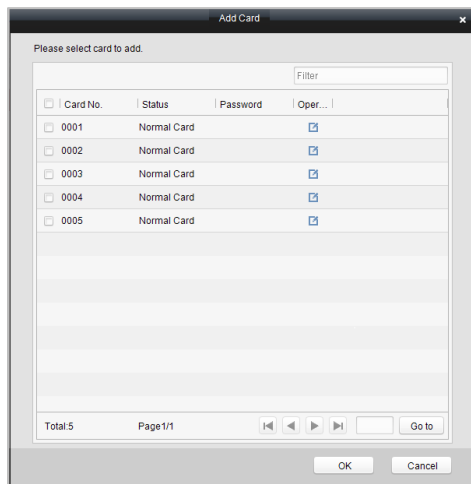 Add Card
Please select card to add.
Filter
Card No. Status Password Oper...
0001 Normal Card
0002 Normal Card
0003 Normal Card
0004 Normal Card
0005 Normal Card
Total:5 Page1/1 Go to
OK Cancel